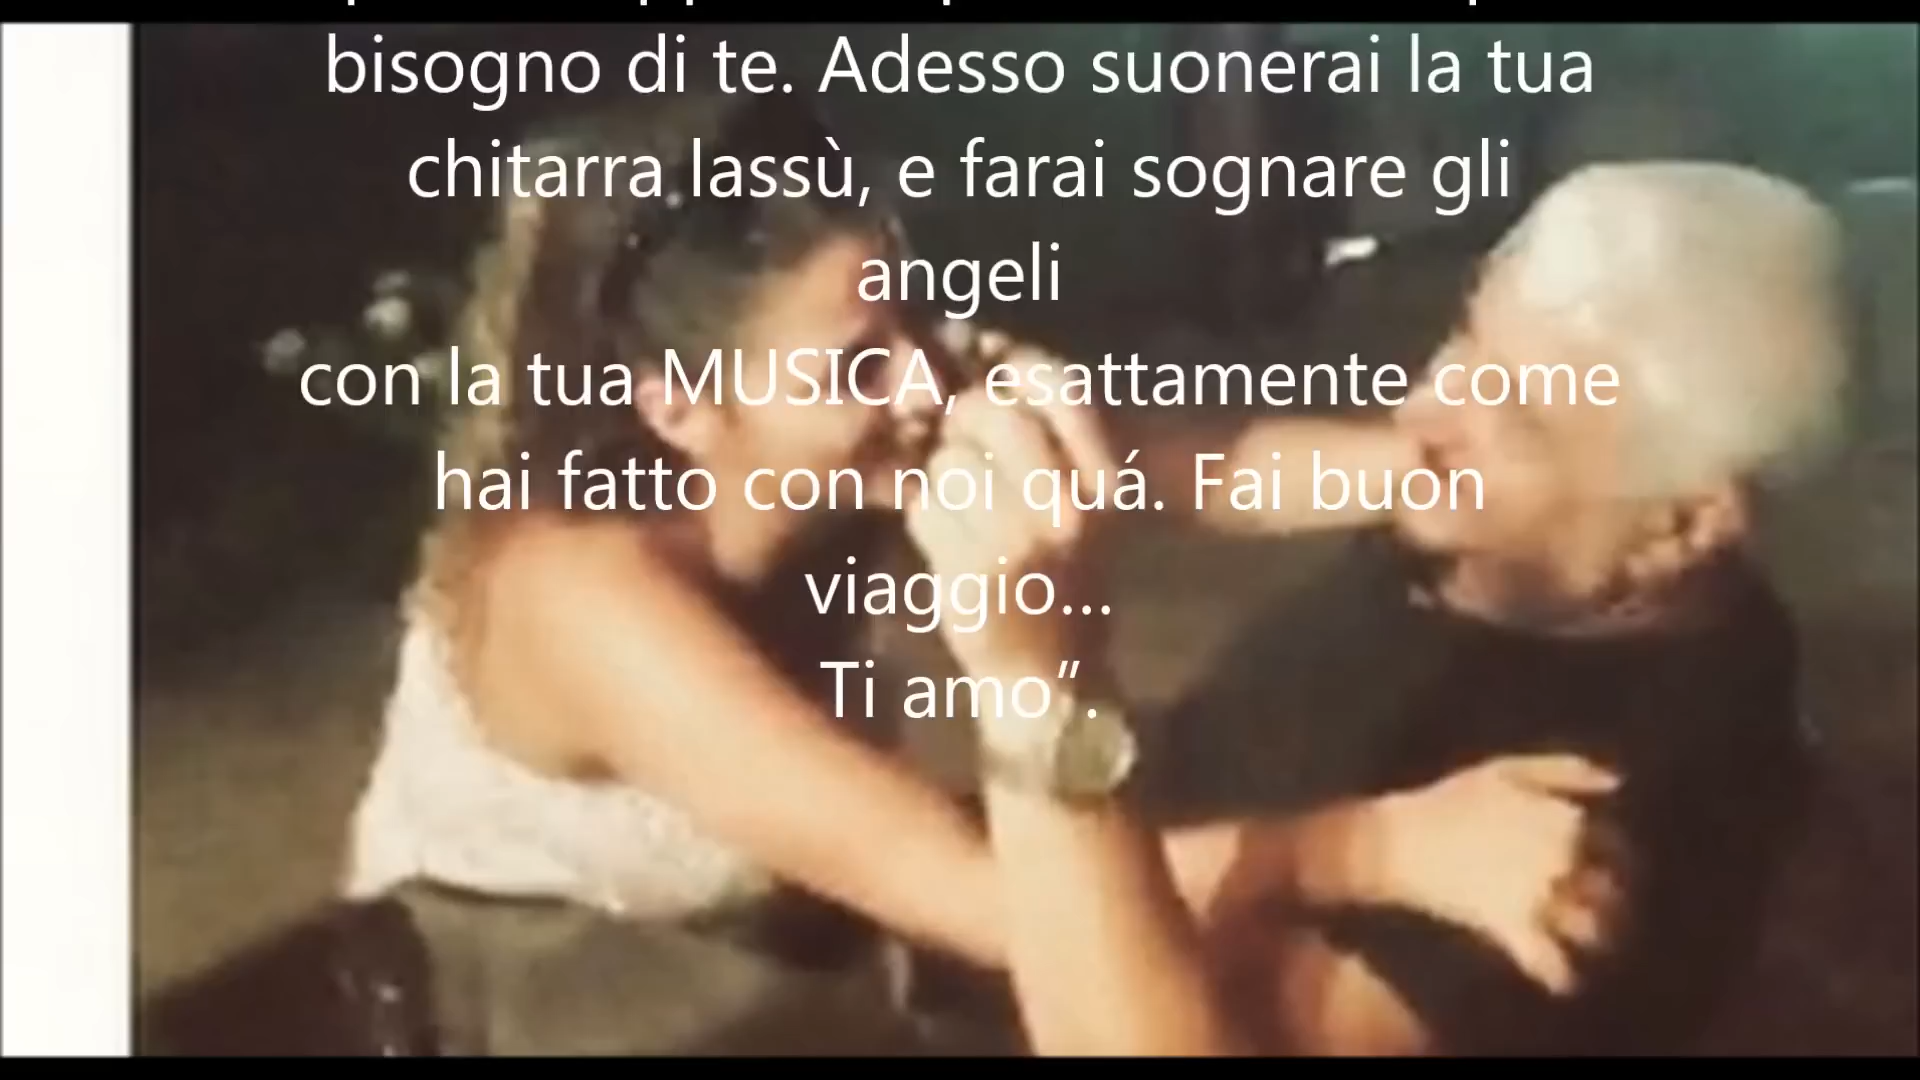 bisogno di te. Adesso suonerai la tua
chitarra lassù, e farai sognare gli
angeli
con la tua MUSICA, esattamente come
hai fatto con noi quá. Fai buon
viaggio...
Ti amo”.